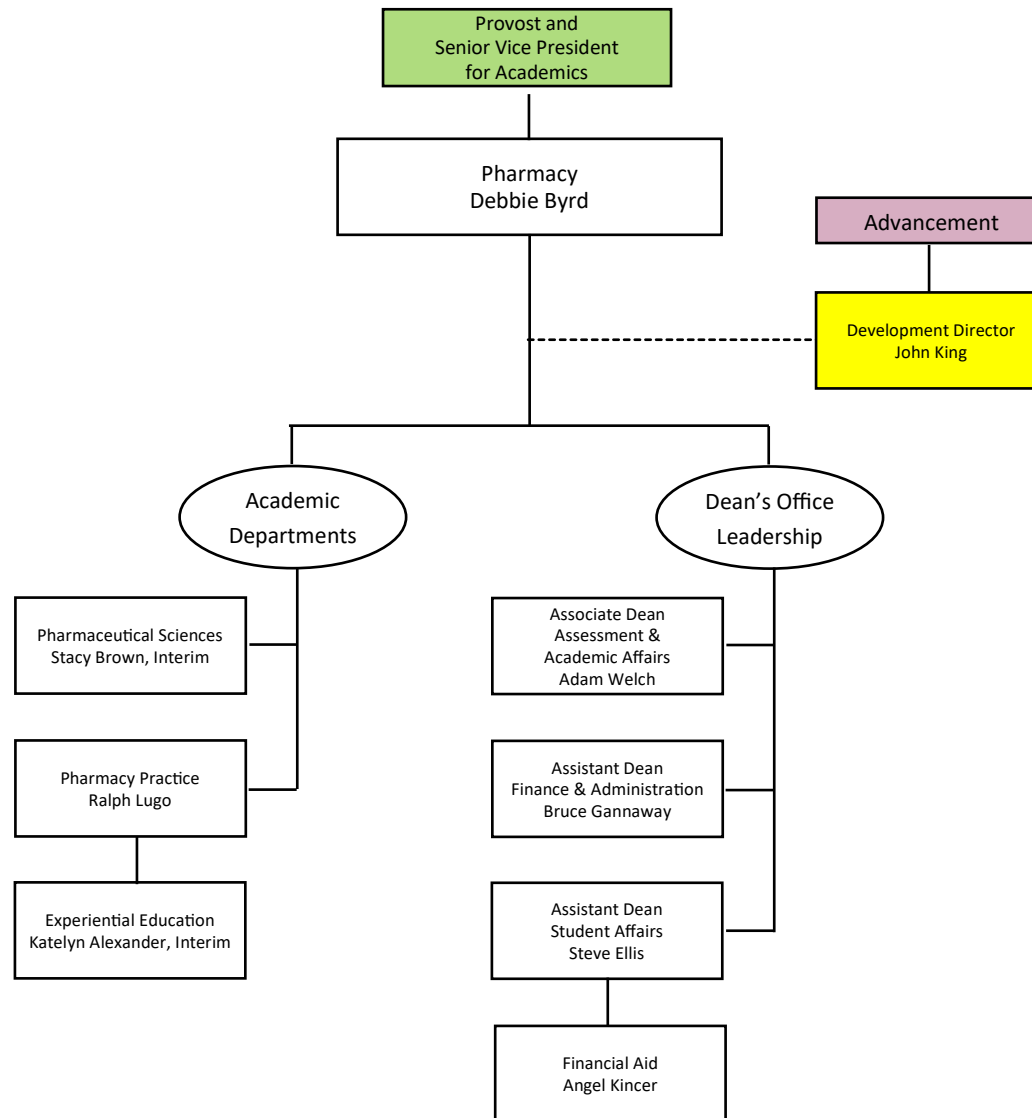 Provost and
Senior Vice President
for Academics
Pharmacy
Debbie Byrd
Advancement
Development Director
John King
Academic
Departments
Dean’s Office
Leadership
Pharmaceutical Sciences
Stacy Brown, Interim
Pharmacy Practice
Ralph Lugo
Experiential Education
Katelyn Alexander, Interim
Associate Dean
Assessment &
Academic Affairs
Adam Welch
Assistant Dean
Finance & Administration
Bruce Gannaway
Assistant Dean
Student Affairs
Steve Ellis
Financial Aid
Angel Kincer